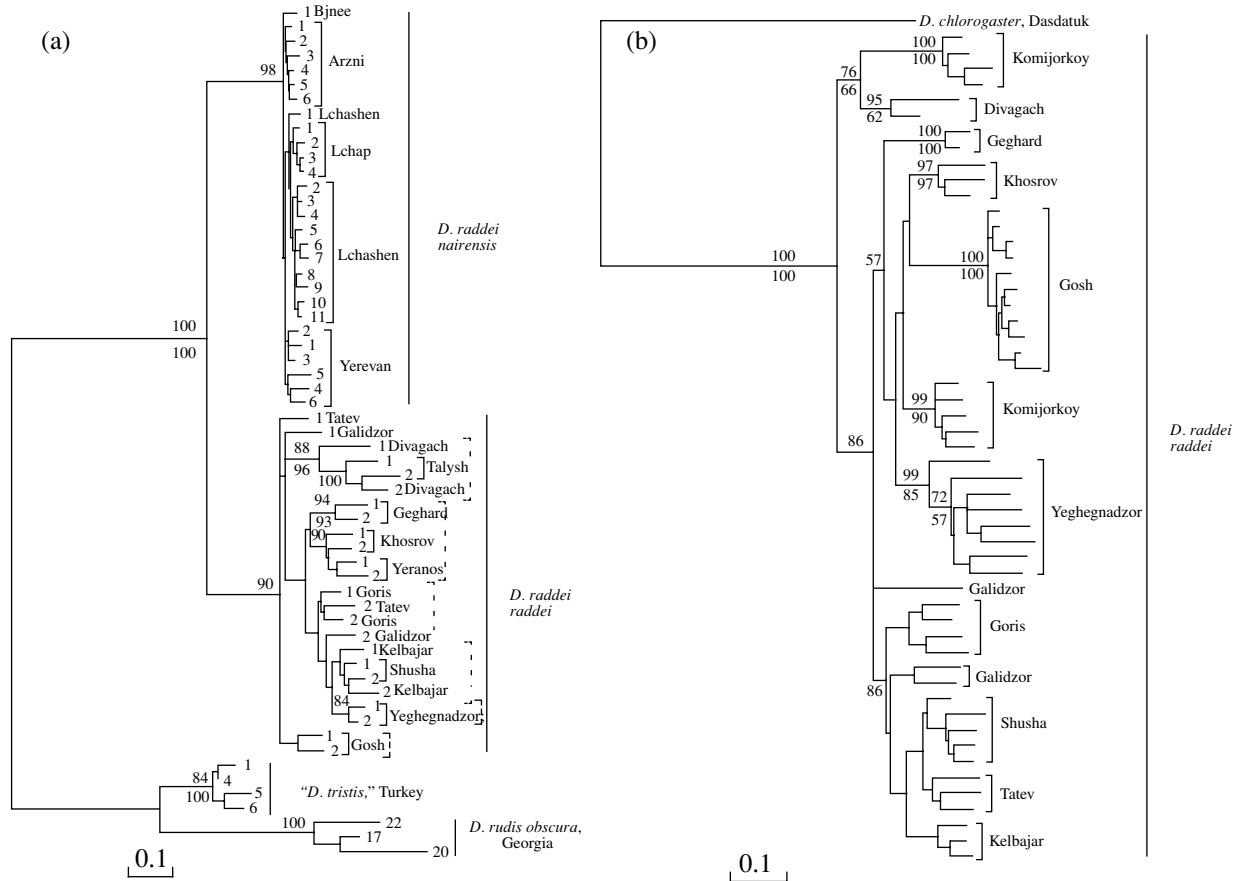 (a)
1 Bjnee
1
2
3
4
5
6
Arzni
98
1 Lchashen
1
2
3
4
Lchap
2
3
4
5
6
7
8
9
10
11
Lchashen
D. raddei
nairensis
2
1
3
5
4
6
Yerevan
100
100
1 Tatev
1 Galidzor
88
96
1 Divagach
1
2
Talysh
100
2 Divagach
94
93
1
2
Geghard
90
1
2
Khosrov
1
2
Yeranos
90
1 Goris
2 Tatev
2 Goris
2 Galidzor
1 Kelbajar
1
2
Shusha
2 Kelbajar
84
1
2
Yeghegnadzor
1
2
Gosh
D. raddei
raddei
84
100
1
4
5
6
“D. tristis,” Turkey
100
22
17
20
D. rudis obscura,
Georgia
0.1
(b)
D. chlorogaster, Dasdatuk
100
100
Komijorkoy
76
66
95
62
Divagach
100
100
Geghard
97
97
Khosrov
100
100
57
100
100
Gosh
99
90
Komijorkoy
86
99
85
72
57
Yeghegnadzor
Galidzor
Goris
86
Galidzor
Shusha
Tatev
Kelbajar
D. raddei
raddei
0.1